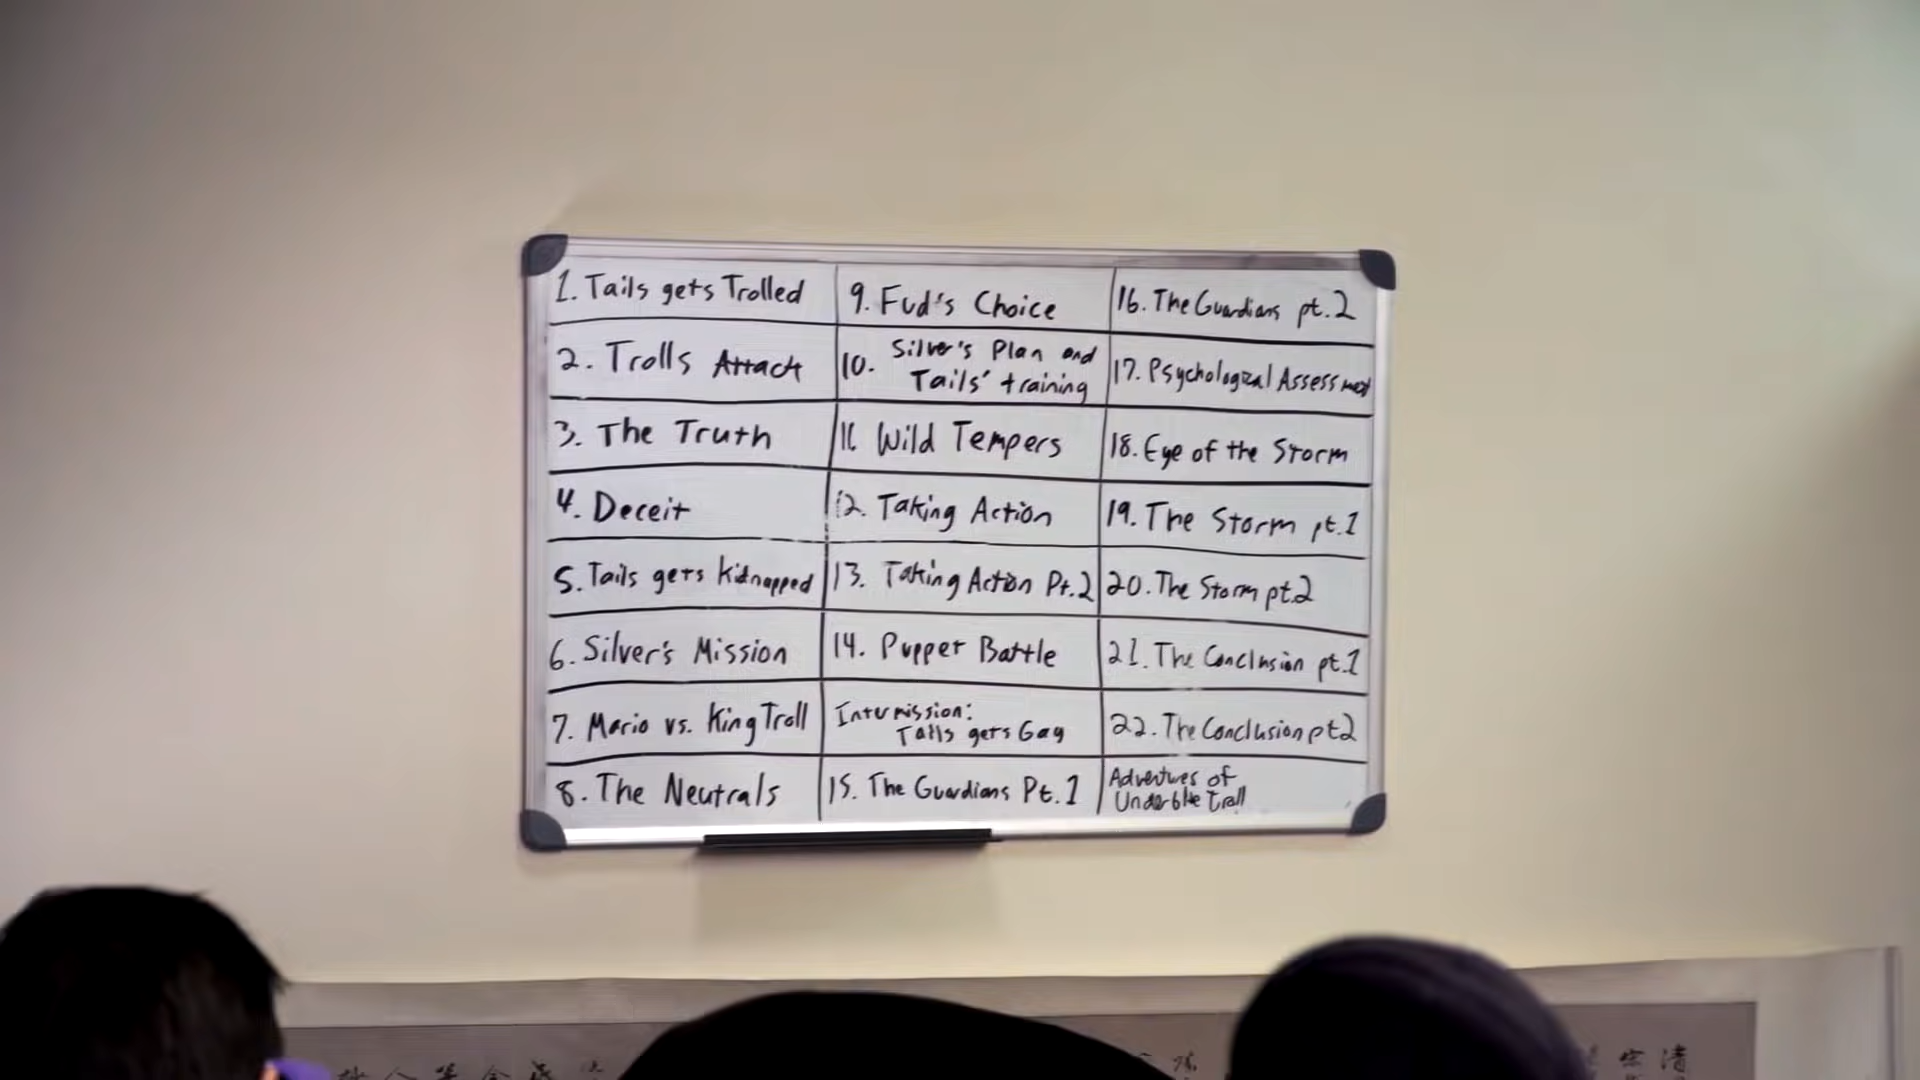 1. Tails gets Trolled
2. Trolls Attack
3. The Truth
4. Deceit
5. Tails gets Kidnapped
6. Silver's Mission
7. Mario vs. King Troll
8. The Neutrals
9. Fud's Choice
10. Silver's Plan and
Tails' training
11. Wild Tempers
12. Taking Action
13. Taking Action Pt.2
14. Puppet Battle
Intermission:
Tails gets Gay
15. The Guardians Pt.1
16. The Guardians pt.2
17. Psychological Assessment
18. Eye of the Storm
19. The Storm pt.1
20. The Storm pt.2
21. The Conclusion pt.1
22. The Conclusion pt2
Adventures of
Troll
清